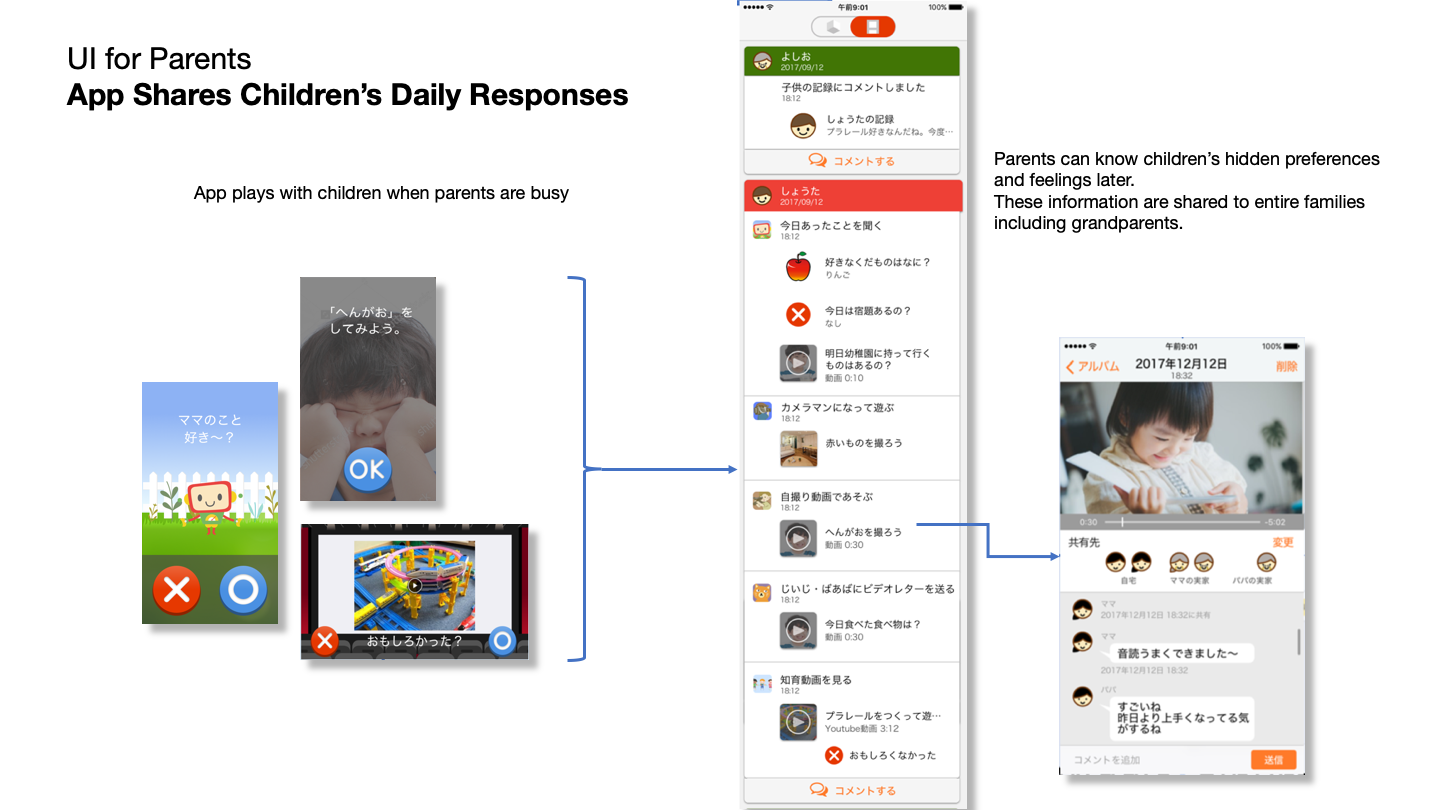 UI for Parents
App Shares Children's Daily Responses
App plays with children when parents are busy
「へんがお」を
してみよう。
OK
ママのこと
好き〜？
おもしろかった？
午前9:01
100%
よしお
2017/09/12
子供の記録にコメントしました
18:12
しょうたの記録
プラレール好きなんだね。今度…
コメントする
しょうた
2017/09/12
今日あったことを聞く
18:12
好きなくだものはなに？
りんご
今日は宿題あるの？
なし
明日幼稚園に持って行く
ものはあるの？
動画 0:10
カメラマンになって遊ぶ
18:12
赤いものを撮ろう
自撮り動画であそぶ
18:12
へんがおを撮ろう
動画 0:30
じいじ・ばあばにビデオレターを送る
18:12
今日食べた食べ物は？
動画 0:30
知育動画を見る
18:12
プラレールをつくって遊…
Youtube動画 3:12
おもしろくなかった
コメントする
Parents can know children's hidden preferences
and feelings later.
These information are shared to entire families
including grandparents.
午前9:01
100%
アルバム
2017年12月12日
18:32
削除
0:30
-5:02
共有先
変更
自宅
ママの実家
パパの実家
ママ
2017年12月12日 18:32に共有
ママ
音読うまくできました〜
2017年12月12日 18:32
パパ
すごいね
昨日より上手くなってる気
がするね
コメントを追加
送信